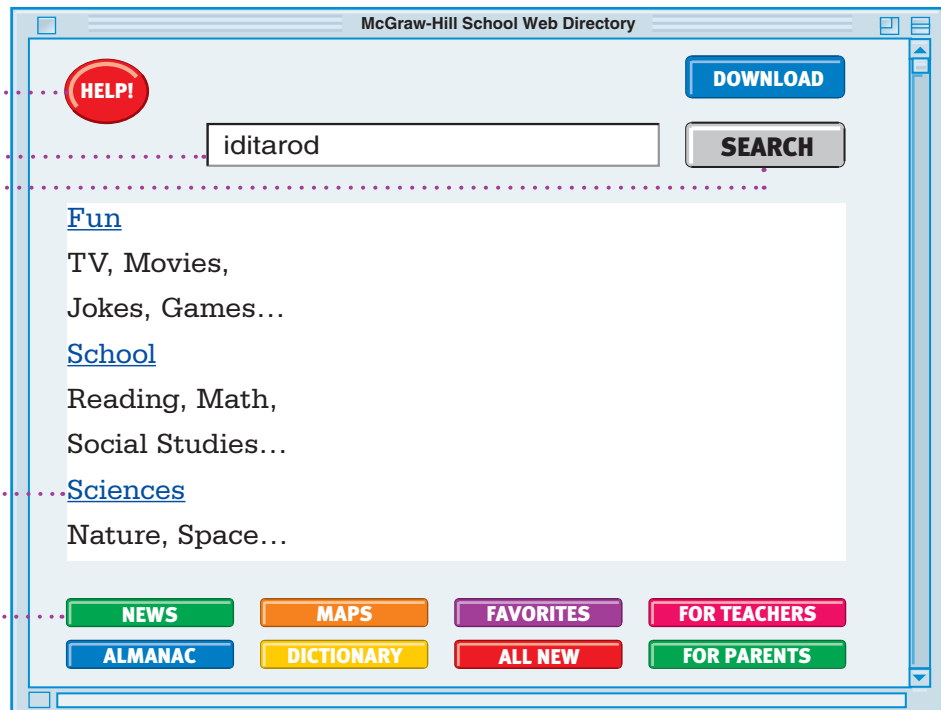 McGraw-Hill School Web Directory
HELP!
DOWNLOAD
iditarod
SEARCH
Fun
TV, Movies,
Jokes, Games…
School
Reading, Math,
Social Studies…
Sciences
Nature, Space…
NEWS MAPS FAVORITES FOR TEACHERS
ALMANAC DICTIONARY ALL NEW FOR PARENTS